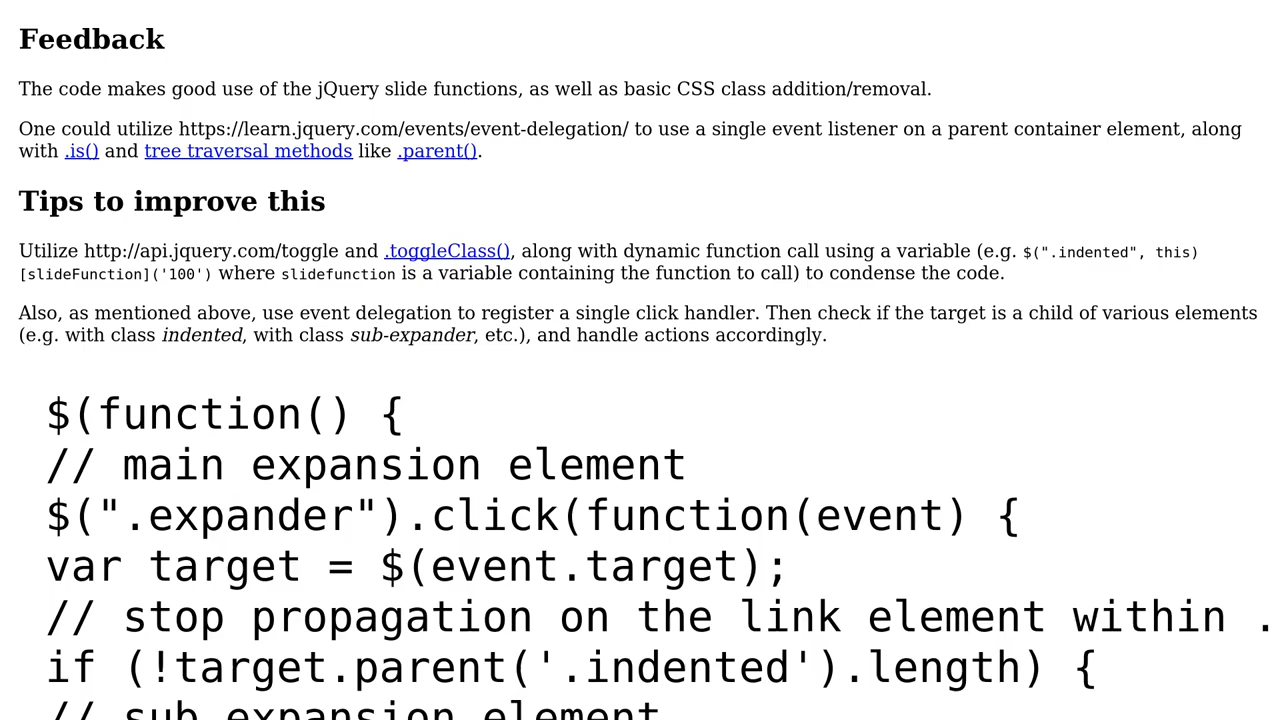 Feedback
The code makes good use of the jQuery slide functions, as well as basic CSS class addition/removal.
One could utilize https://learn.jquery.com/events/event-delegation/ to use a single event listener on a parent container element, along
with .is() and tree traversal methods like .parent().
Tips to improve this
Utilize http://api.jquery.com/toggle and .toggleClass(), along with dynamic function call using a variable (e.g. $(".indented", this)
[slideFunction]('100') where slidefunction is a variable containing the function to call) to condense the code.
Also, as mentioned above, use event delegation to register a single click handler. Then check if the target is a child of various elements
(e.g. with class indented, with class sub-expander, etc.), and handle actions accordingly.
$(function() {
// main expansion element
$(".expander").click(function(event) {
var target = $(event.target);
// stop propagation on the link element within .
if (!target.parent('.indented').length) {
// sub expansion element